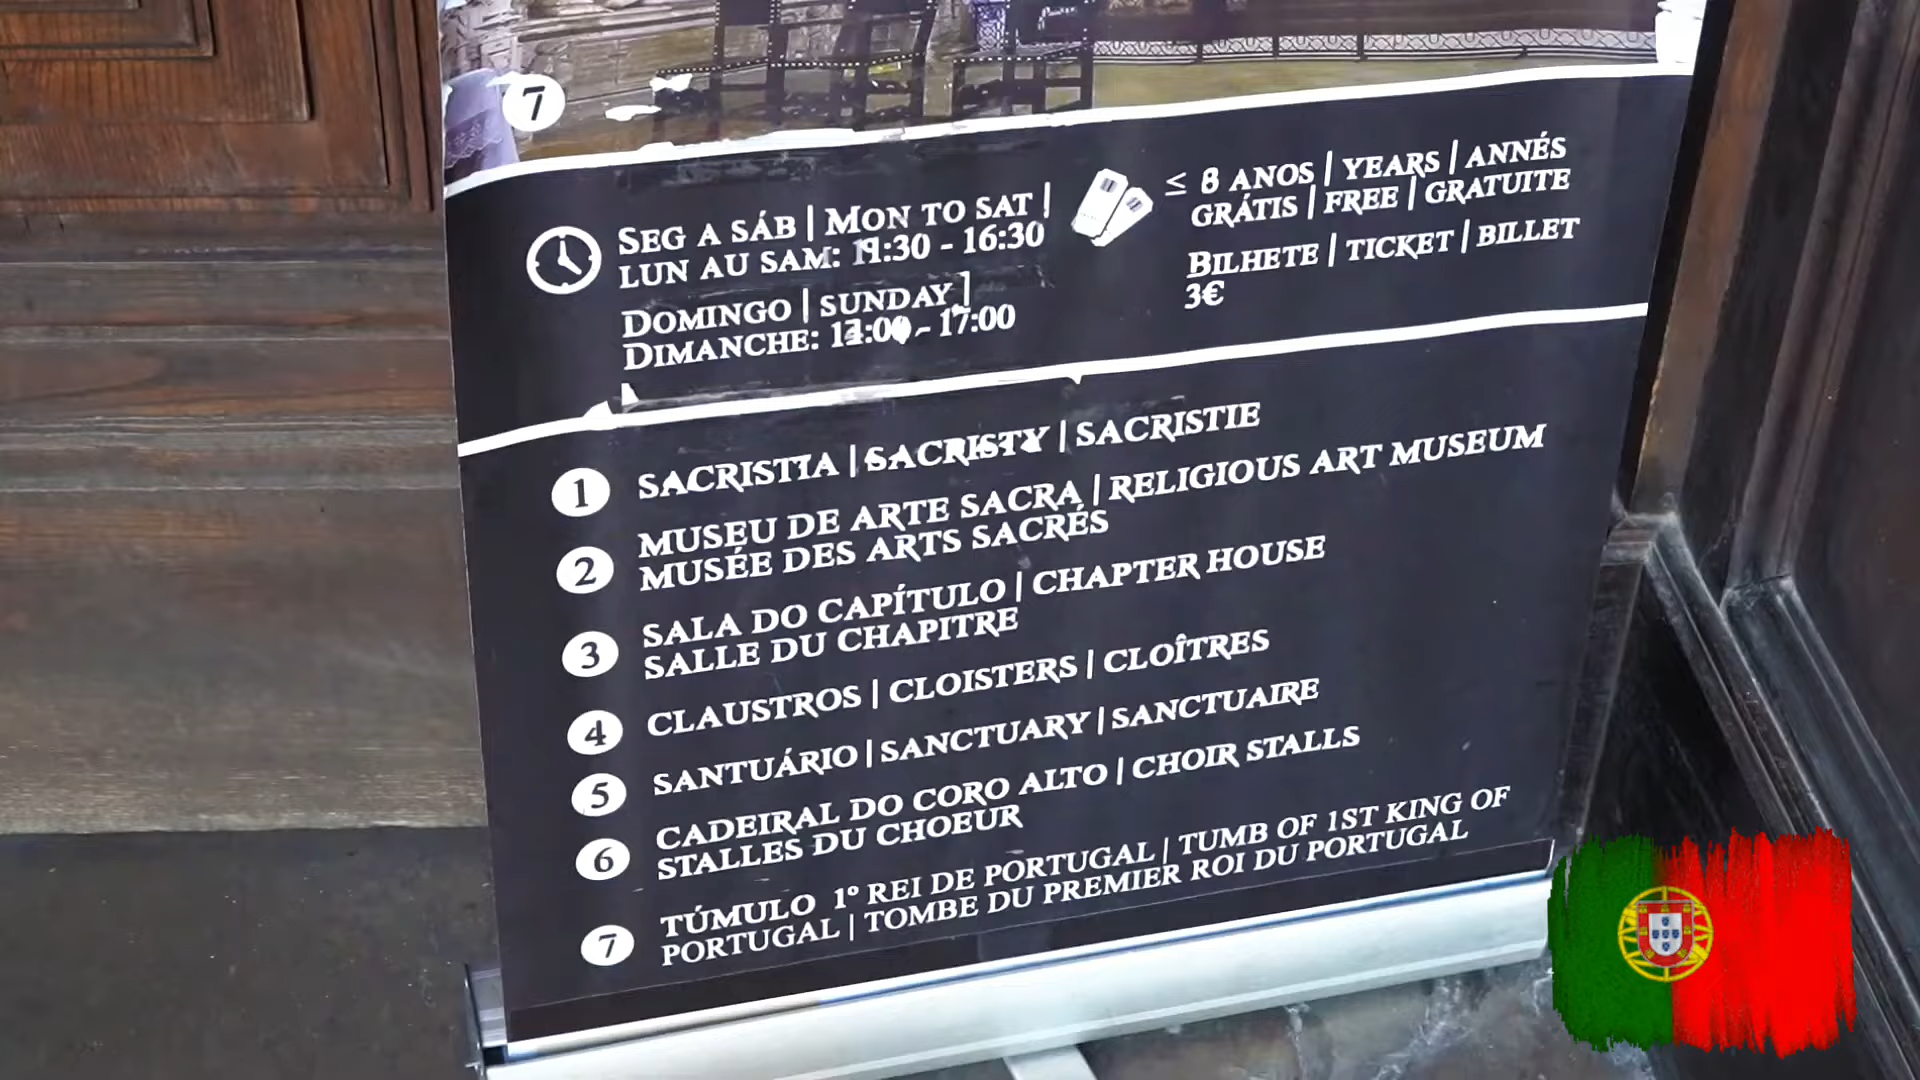 7
SEG A SÁB | MON TO SAT |
LUN AU SAM: :30 - 16:30
DOMINGO | SUNDAY |
DIMANCHE: - 17:00
≤ 8 ANOS | YEARS | ANNÉS
GRÁTIS | FREE | GRATUITE
BILHETE | TICKET | BILLET
3€
1 SACRISTIA | SACRISTY | SACRISTIE
2 MUSEU DE ARTE SACRA | RELIGIOUS ART MUSEUM
MUSÉE DES ARTS SACRÉS
3 SALA DO CAPÍTULO | CHAPTER HOUSE
SALLE DU CHAPITRE
4 CLAUSTROS | CLOISTERS | CLOÎTRES
5 SANTUÁRIO | SANCTUARY | SANCTUAIRE
6 CADEIRAL DO CORO ALTO | CHOIR STALLS
STALLES DU CHOEUR
7 TÚMULO 1º REI DE PORTUGAL | TUMB OF 1ST KING OF
PORTUGAL | TOMBE DU PREMIER ROI DU PORTUGAL